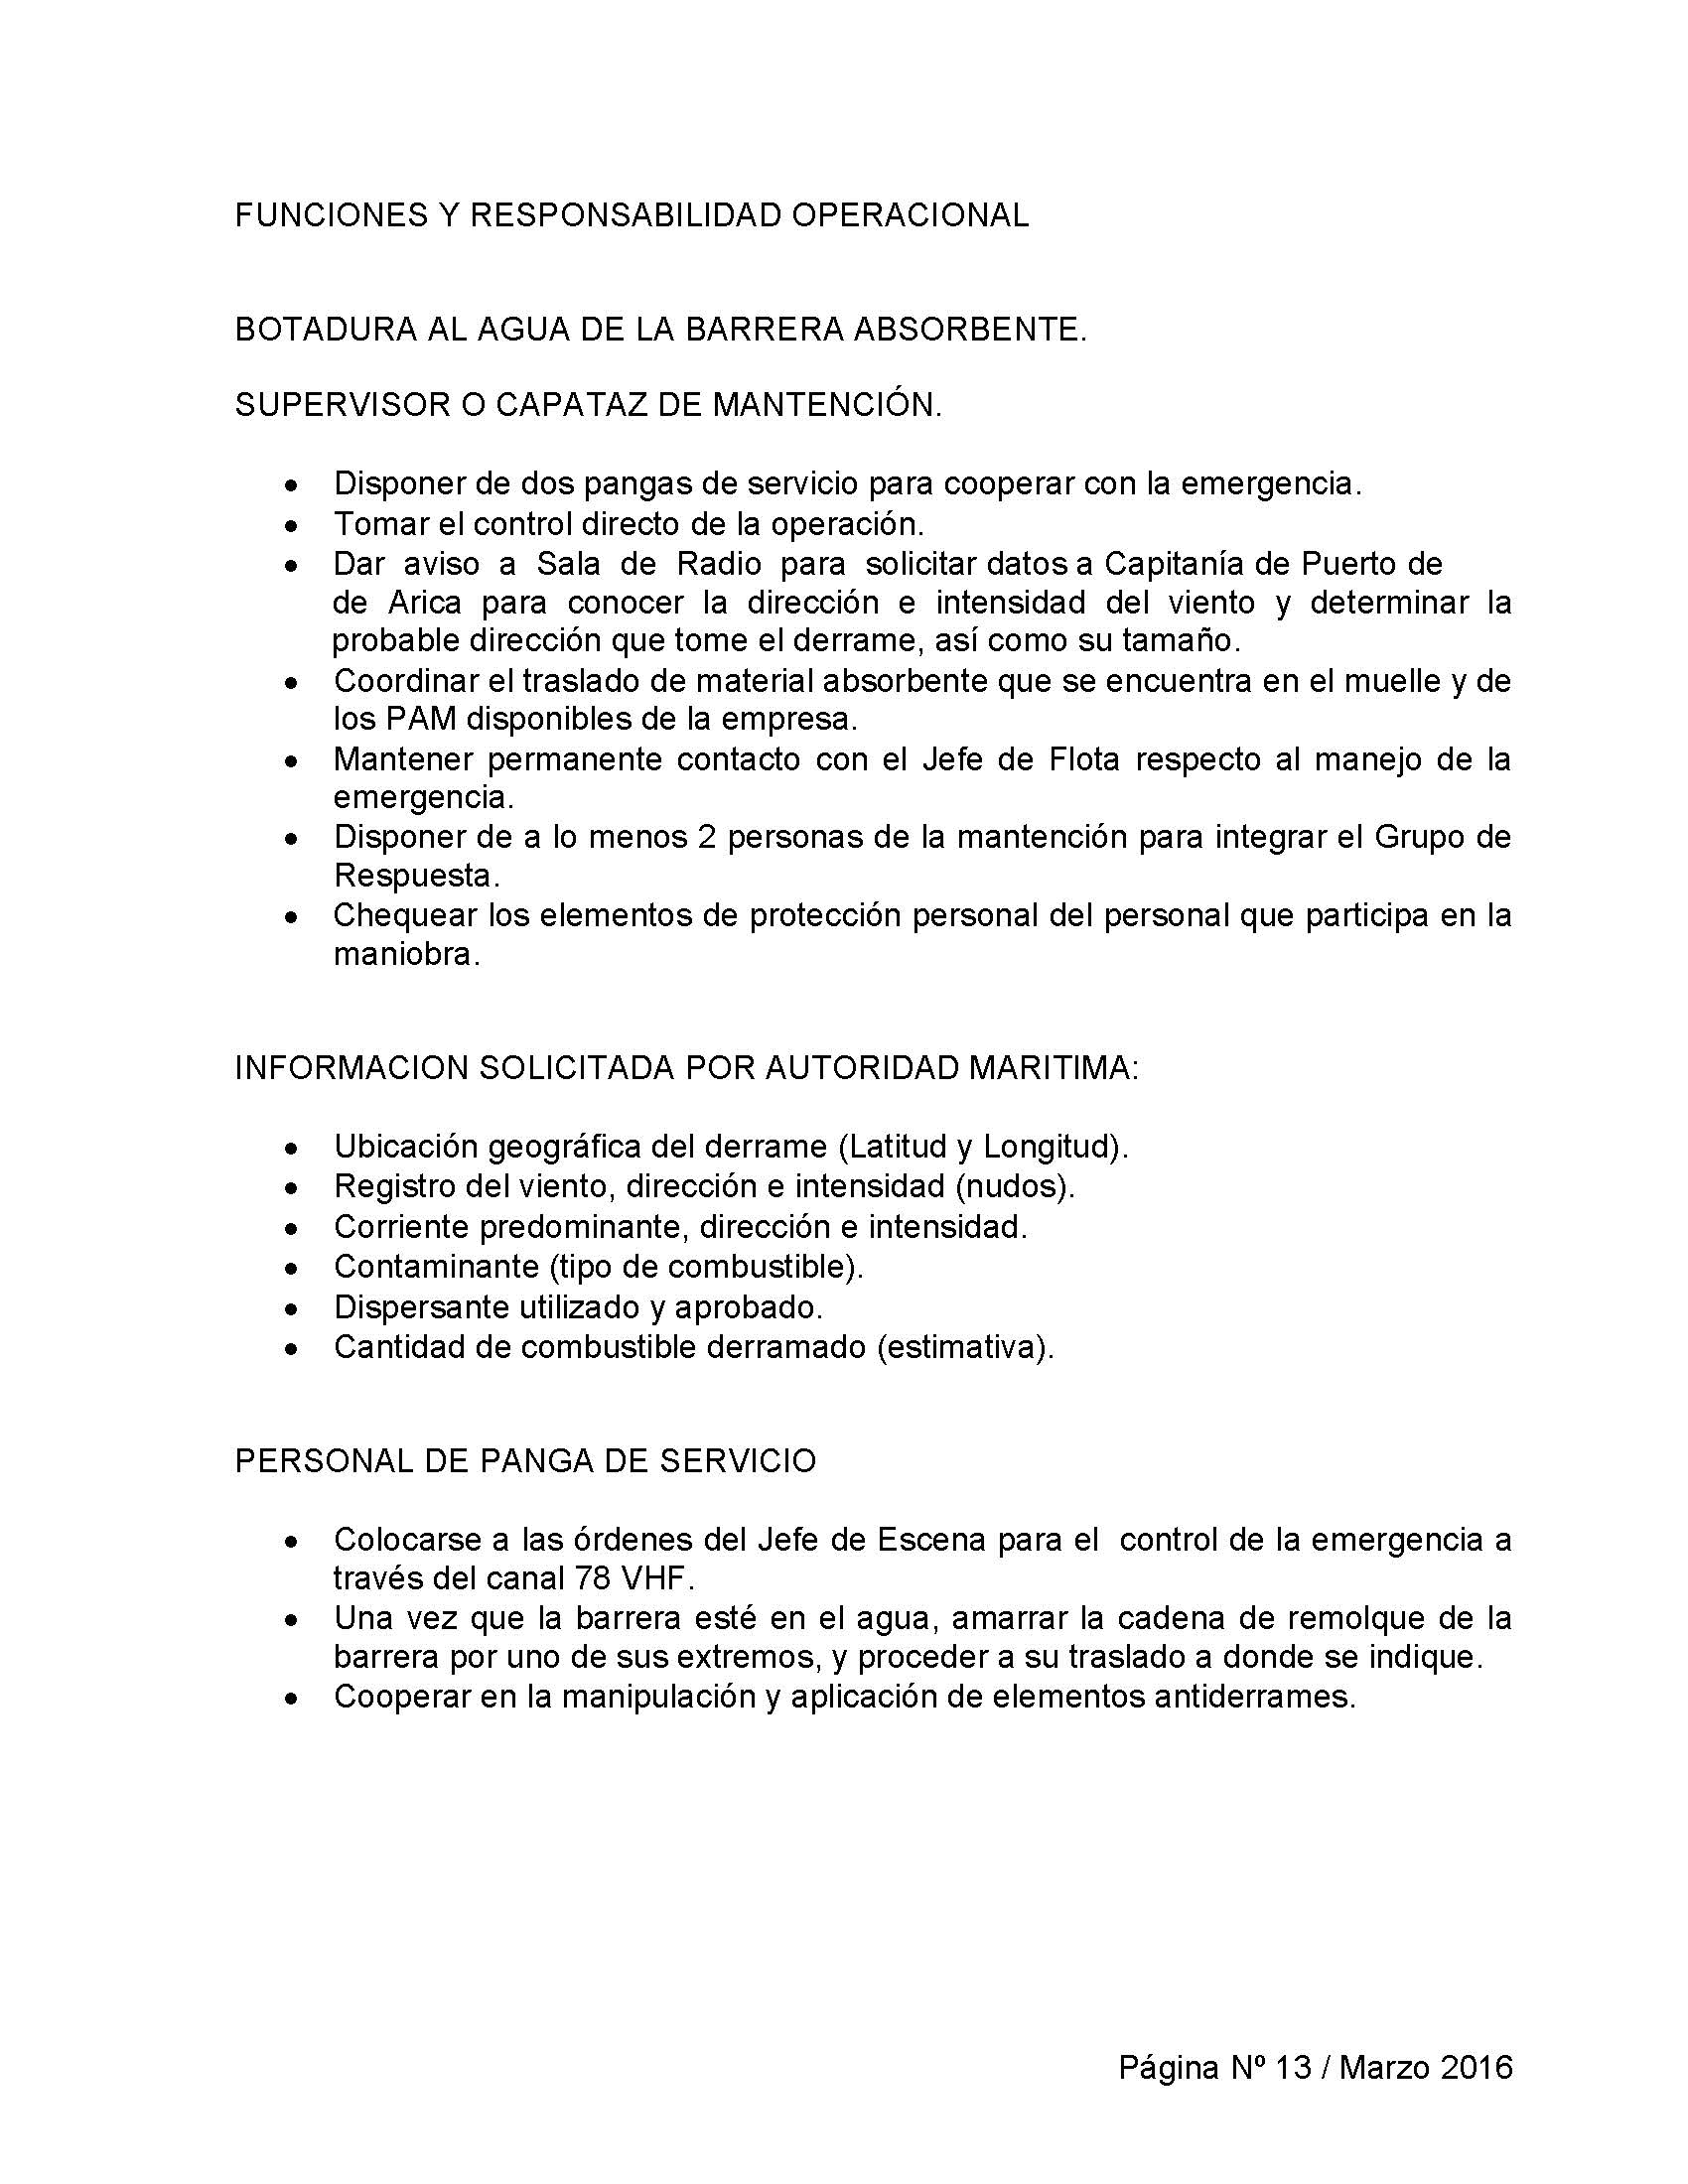 FUNCIONES Y RESPONSABILIDAD OPERACIONAL
BOTADURA AL AGUA DE LA BARRERA ABSORBENTE.
SUPERVISOR O CAPATAZ DE MANTENCIÓN.
• Disponer de dos pangas de servicio para cooperar con la emergencia.
• Tomar el control directo de la operación.
• Dar aviso a Sala de Radio para solicitar datos a Capitanía de Puerto de
de Arica para conocer la dirección e intensidad del viento y determinar la
probable dirección que tome el derrame, así como su tamaño.
• Coordinar el traslado de material absorbente que se encuentra en el muelle y de
los PAM disponibles de la empresa.
• Mantener permanente contacto con el Jefe de Flota respecto al manejo de la
emergencia.
• Disponer de a lo menos 2 personas de la mantención para integrar el Grupo de
Respuesta.
• Chequear los elementos de protección personal del personal que participa en la
maniobra.
INFORMACION SOLICITADA POR AUTORIDAD MARITIMA:
• Ubicación geográfica del derrame (Latitud y Longitud).
• Registro del viento, dirección e intensidad (nudos).
• Corriente predominante, dirección e intensidad.
• Contaminante (tipo de combustible).
• Dispersante utilizado y aprobado.
• Cantidad de combustible derramado (estimativa).
PERSONAL DE PANGA DE SERVICIO
• Colocarse a las órdenes del Jefe de Escena para el control de la emergencia a
través del canal 78 VHF.
• Una vez que la barrera esté en el agua, amarrar la cadena de remolque de la
barrera por uno de sus extremos, y proceder a su traslado a donde se indique.
• Cooperar en la manipulación y aplicación de elementos antiderrames.
Página Nº 13 / Marzo 2016